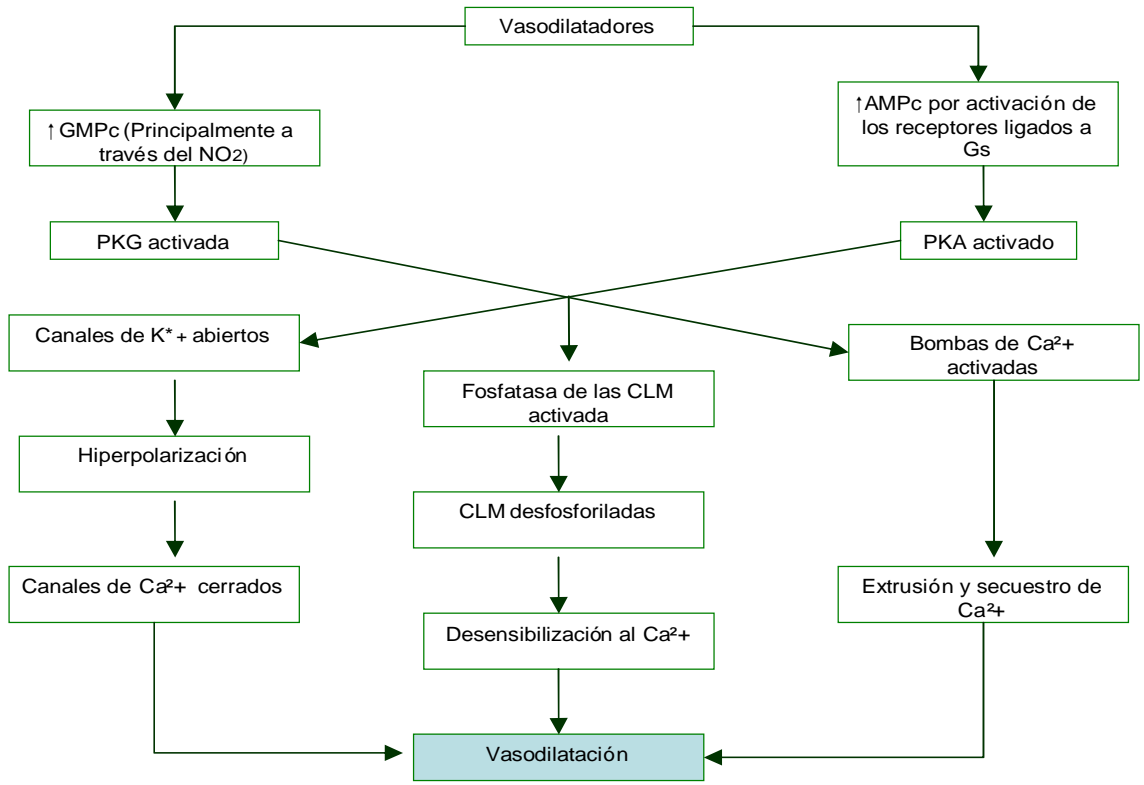 Vasodilatadores
↑GMPc (Principalmente a
través del NO2)
↑AMPc por activación de
los receptores ligados a
Gs
PKG activada
PKA activado
Canales de K*+ abiertos
Fosfatasa de las CLM
activada
Bombas de Ca²+
activadas
Hiperpolarización
CLM desfosforiladas
Canales de Ca²+ cerrados
Extrusión y secuestro de
Ca²+
Desensibilización al Ca²+
Vasodilatación